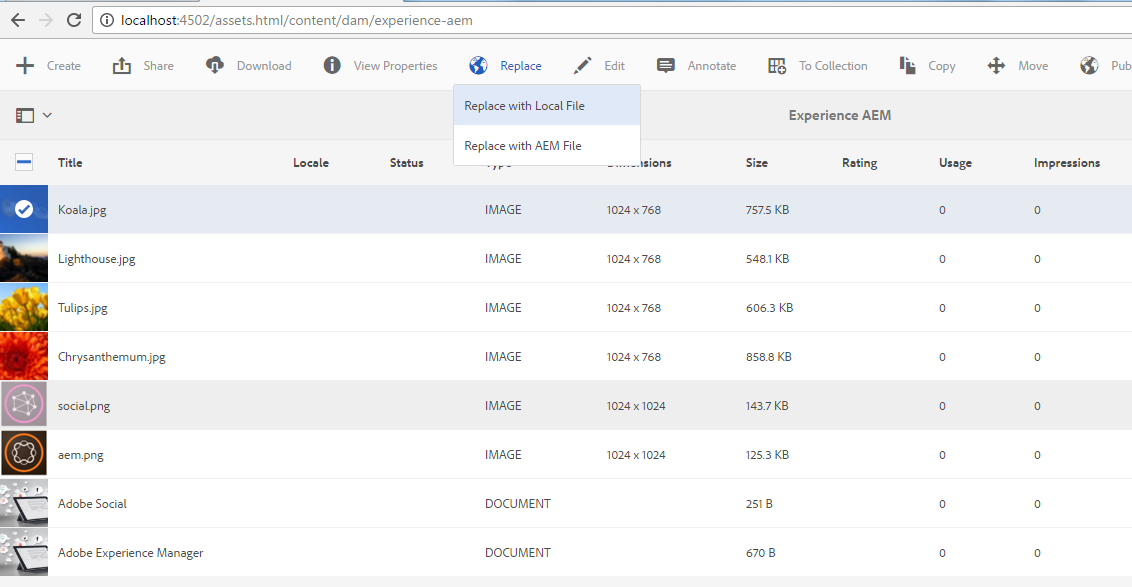 localhost:4502/assets.html/content/dam/experience-aem
Create Share Download View Properties Replace Edit Annotate To Collection Copy Move Pub
Replace with Local File
Experience AEM
Replace with AEM File
Title Locale Status Type Dimensions Size Rating Usage Impressions
Koala.jpg IMAGE 1024 x 768 757.5 KB 0 0
Lighthouse.jpg IMAGE 1024 x 768 548.1 KB 0 0
Tulips.jpg IMAGE 1024 x 768 606.3 KB 0 0
Chrysanthemum.jpg IMAGE 1024 x 768 858.8 KB 0 0
social.png IMAGE 1024 x 1024 143.7 KB 0 0
aem.png IMAGE 1024 x 1024 125.3 KB 0 0
Adobe Social DOCUMENT 251 B 0 0
Adobe Experience Manager DOCUMENT 670 B 0 0